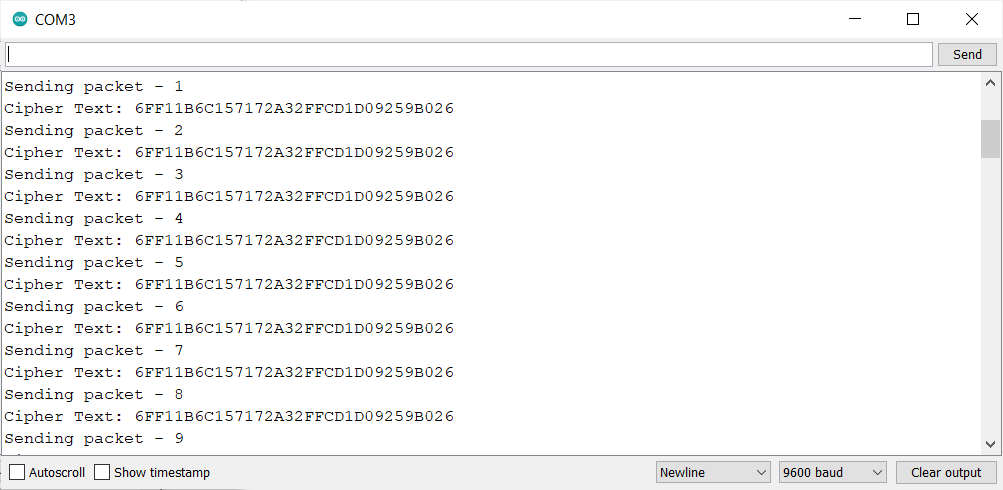 COM3
Send
Sending packet - 1
Cipher Text: 6FF11B6C157172A32FFCD1D09259B026
Sending packet - 2
Cipher Text: 6FF11B6C157172A32FFCD1D09259B026
Sending packet - 3
Cipher Text: 6FF11B6C157172A32FFCD1D09259B026
Sending packet - 4
Cipher Text: 6FF11B6C157172A32FFCD1D09259B026
Sending packet - 5
Cipher Text: 6FF11B6C157172A32FFCD1D09259B026
Sending packet - 6
Cipher Text: 6FF11B6C157172A32FFCD1D09259B026
Sending packet - 7
Cipher Text: 6FF11B6C157172A32FFCD1D09259B026
Sending packet - 8
Cipher Text: 6FF11B6C157172A32FFCD1D09259B026
Sending packet - 9
Autoscroll Show timestamp Newline 9600 baud Clear output